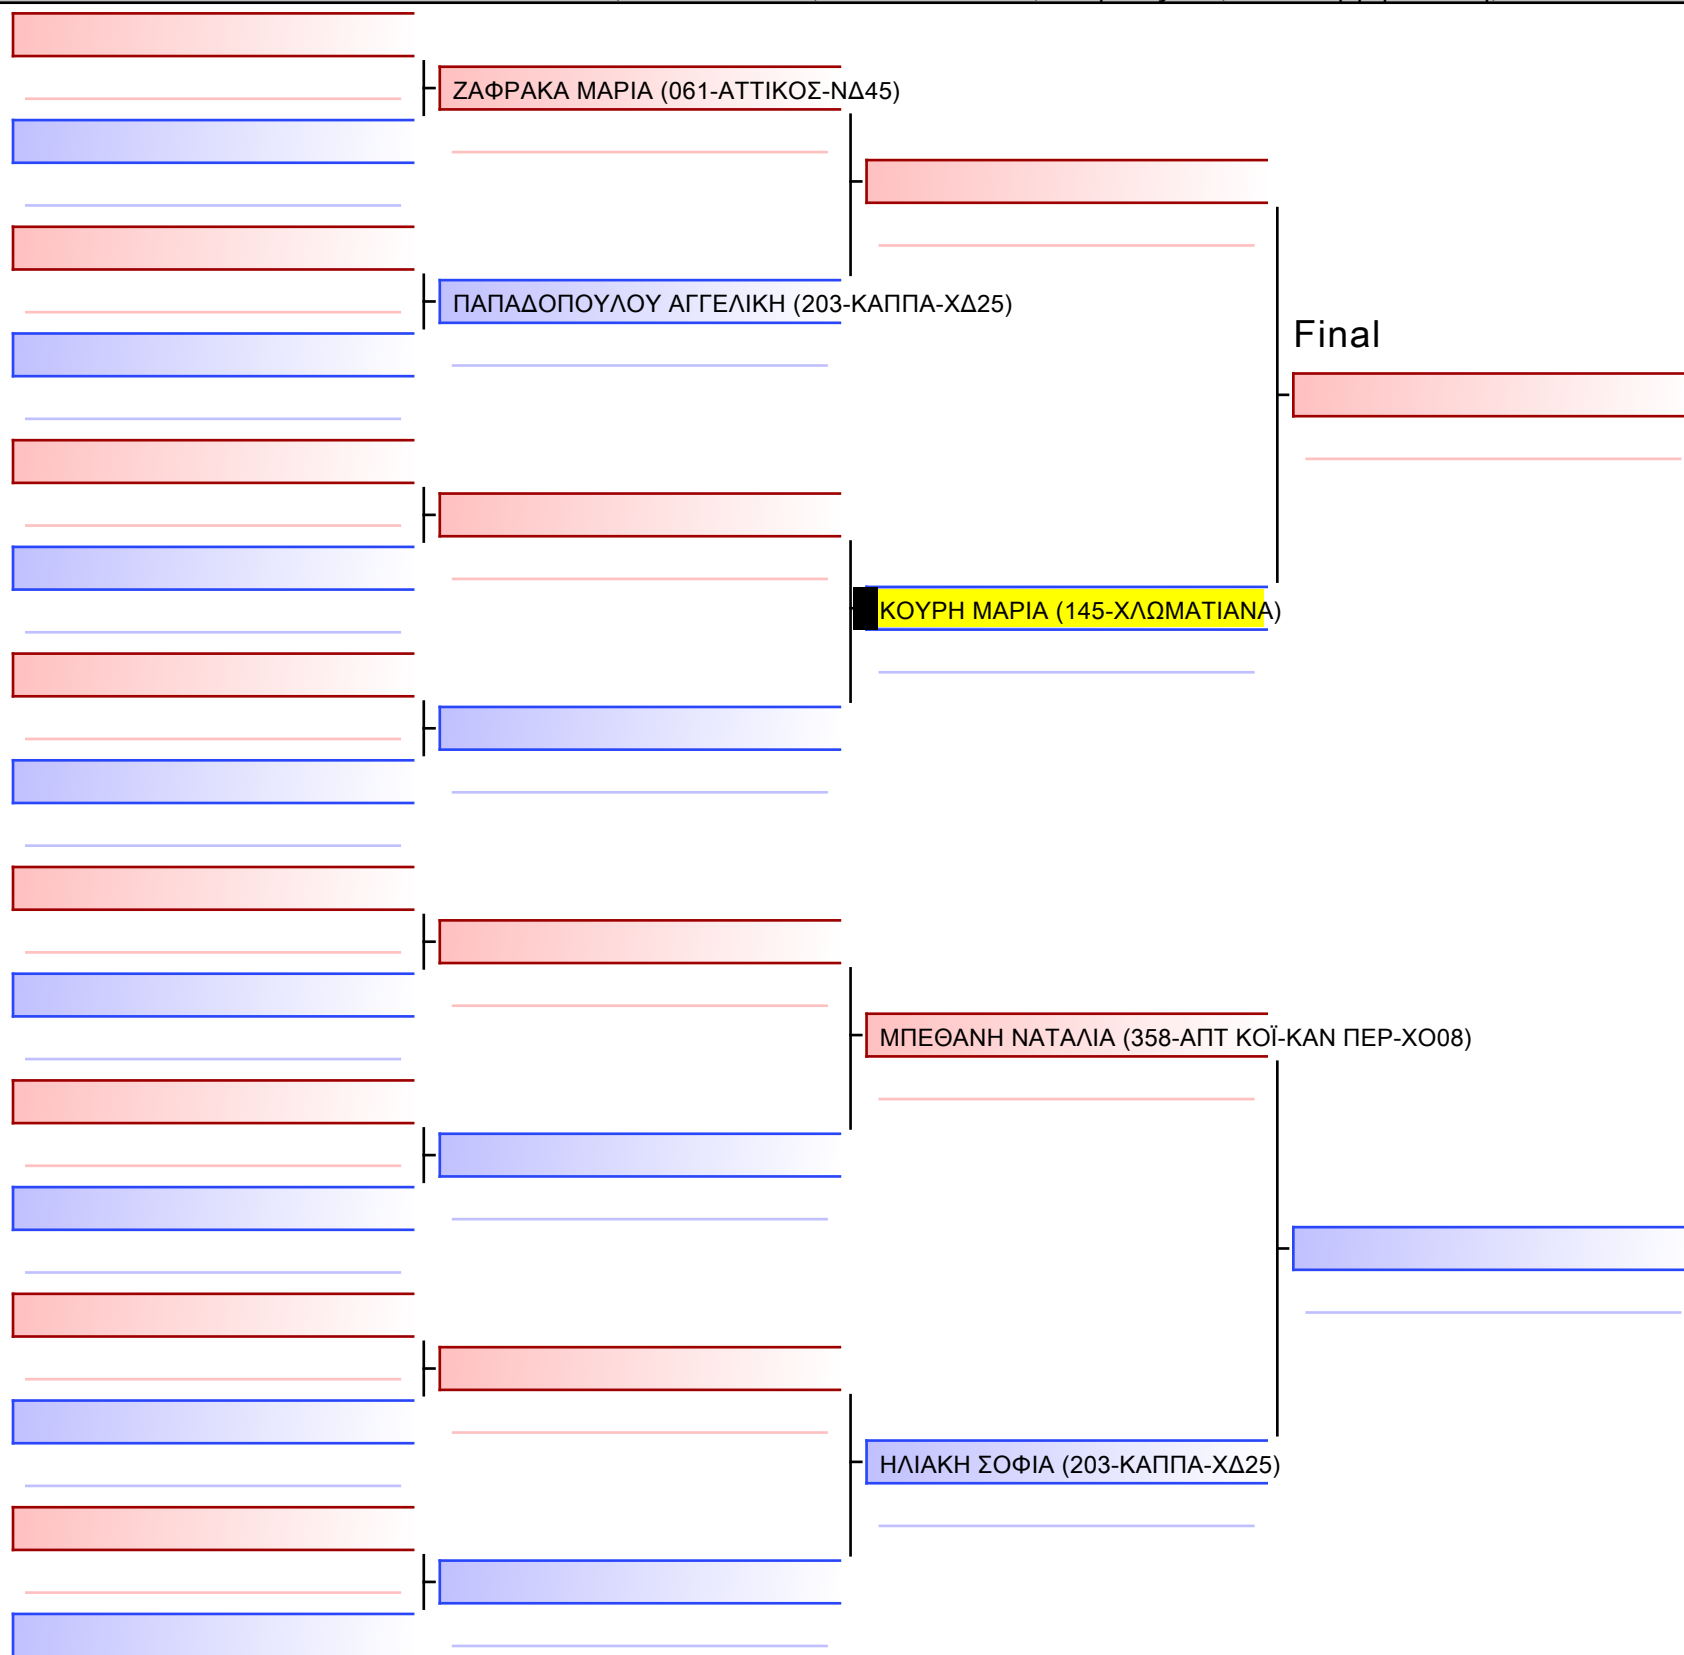 ΖΑΦΡΑΚΑ ΜΑΡΙΑ (061-ΑΤΤΙΚΟΣ-ΝΔ45)
ΠΑΠΑΔΟΠΟΥΛΟΥ ΑΓΓΕΛΙΚΗ (203-ΚΑΠΠΑ-ΧΔ25)
Final
ΚΟΥΡΗ ΜΑΡΙΑ (145-ΧΛΩΜΑΤΙΑΝΑ)
ΜΠΕΘΑΝΗ ΝΑΤΑΛΙΑ (358-ΑΠΤ ΚΟΪ-ΚΑΝ ΠΕΡ-ΧΟ08)
ΗΛΙΑΚΗ ΣΟΦΙΑ (203-ΚΑΠΠΑ-ΧΔ25)